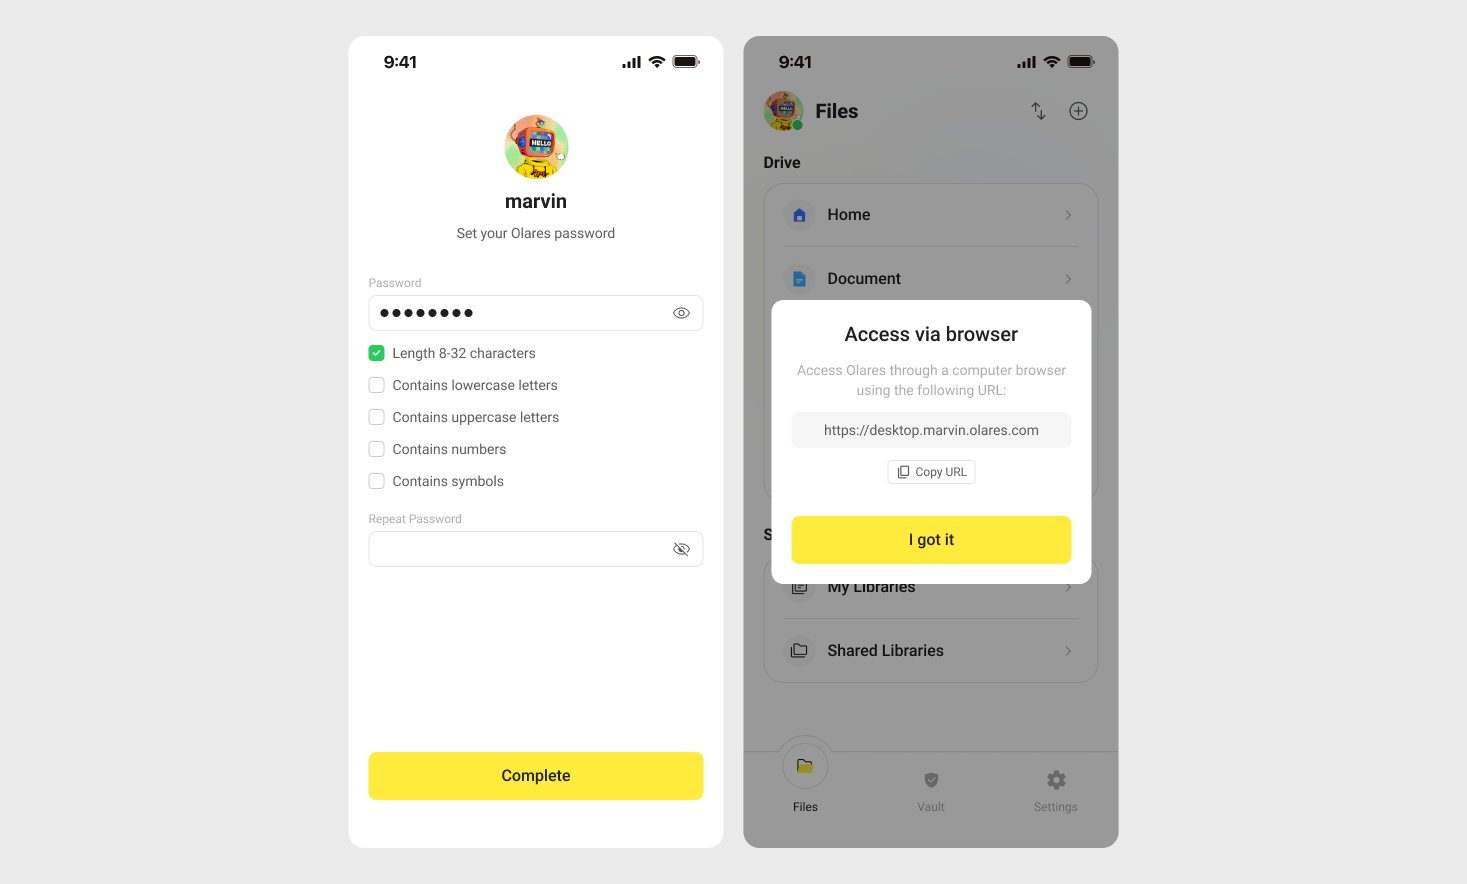 9:41
HELLO
marvin
Set your Olares password
Password
Length 8-32 characters
Contains lowercase letters
Contains uppercase letters
Contains numbers
Contains symbols
Repeat Password
Complete
9:41
HELLO
Files
Drive
Home
Document
Access via browser
Access Olares through a computer browser
using the following URL:
https://desktop.marvin.olares.com
Copy URL
I got it
S
My Libraries
Shared Libraries
Files
Vault
Settings